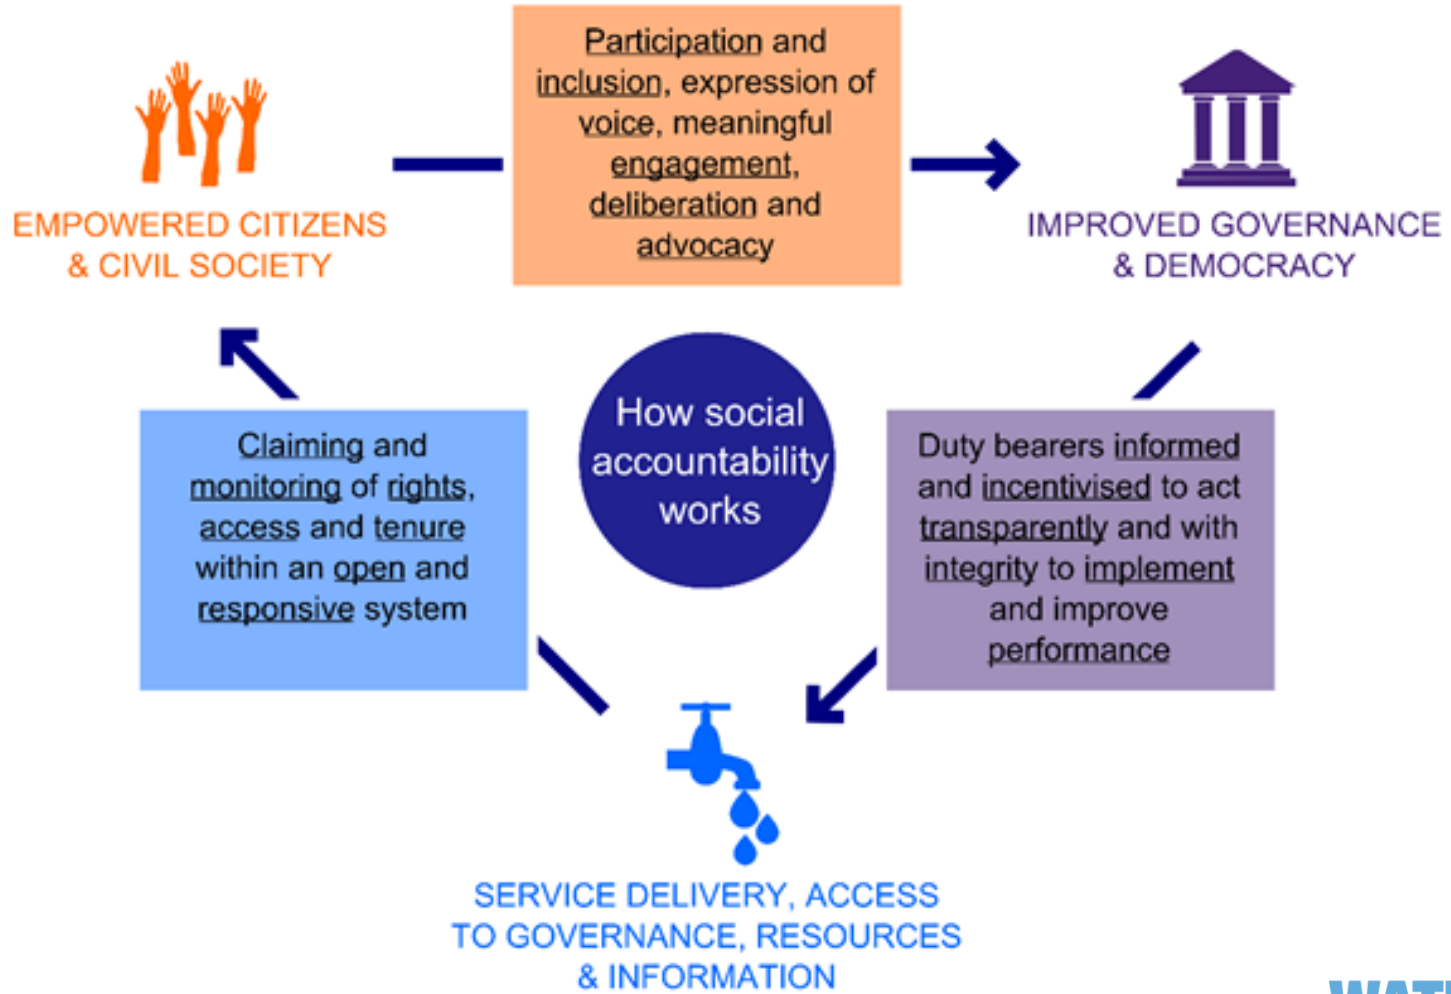 Participation and
inclusion, expression of
voice, meaningful
engagement,
deliberation and
advocacy
EMPOWERED CITIZENS
& CIVIL SOCIETY
IMPROVED GOVERNANCE
& DEMOCRACY
How social
accountability
works
Claiming and
monitoring of rights,
access and tenure
within an open and
responsive system
Duty bearers informed
and incentivised to act
transparently and with
integrity to implement
and improve
performance
SERVICE DELIVERY, ACCESS
TO GOVERNANCE, RESOURCES
& INFORMATION